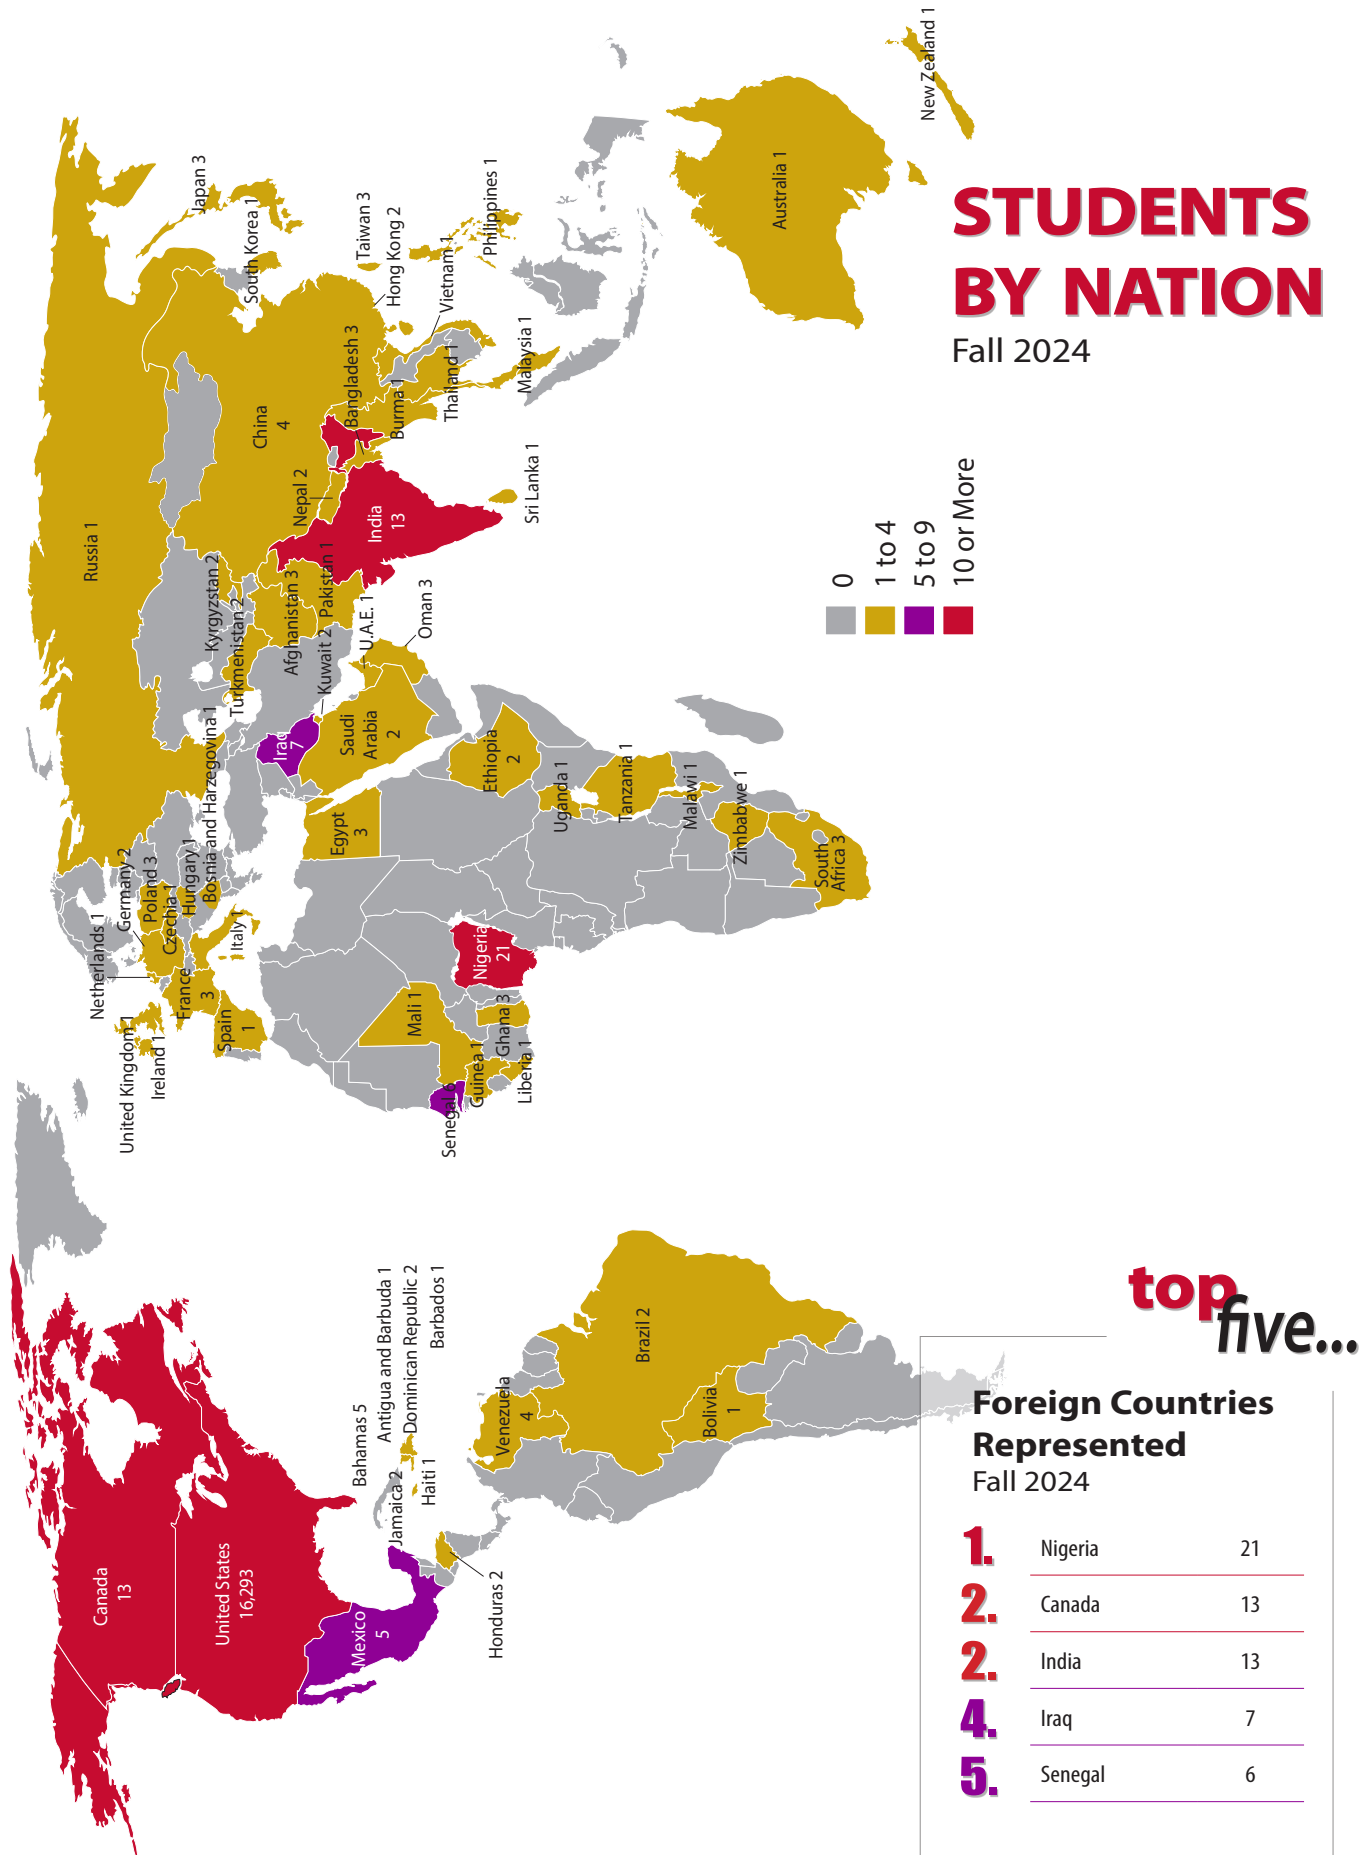 STUDENTS
BY NATION
Fall 2024
New Zealand 1
Australia 1
Japan 3
South Korea 1
Taiwan 3
Hong Kong 2
Vietnam 1
Philippines 1
Russia 1
China
4
Bangladesh 3
Burma 1
Thailand 1
Malaysia 1
Nepal 2
India
13
Sri Lanka 1
Kyrgyzstan 2
Turkmenistan 2
Afghanistan 3
Pakistan 1
Kuwait 2
U.A.E. 1
Oman 3
Iraq
7
Saudi
Arabia
2
0
1 to 4
5 to 9
10 or More
Ethiopia
2
Uganda 1
Tanzania 1
Malawi 1
Zimbabwe 1
South
Africa 3
Egypt
3
Bosnia and Harzegovina 1
Hungary 1
Czechia 1
Poland 3
Germany 2
Netherlands 1
Italy 1
France
3
Spain
1
United Kingdom 1
Ireland 1
Nigeria
21
Mali 1
Ghana 3
Guinea 1
Liberia 1
Senegal 6
Canada
13
United States
16,293
Mexico
5
Bahamas 5
Antigua and Barbuda 1
Dominican Republic 2
Barbados 1
Jamaica 2
Haiti 1
Honduras 2
Venezuela
4
Brazil 2
Bolivia
1
top
five...
Foreign Countries
Represented
Fall 2024
1. Nigeria 21
2. Canada 13
2. India 13
4. Iraq 7
5. Senegal 6